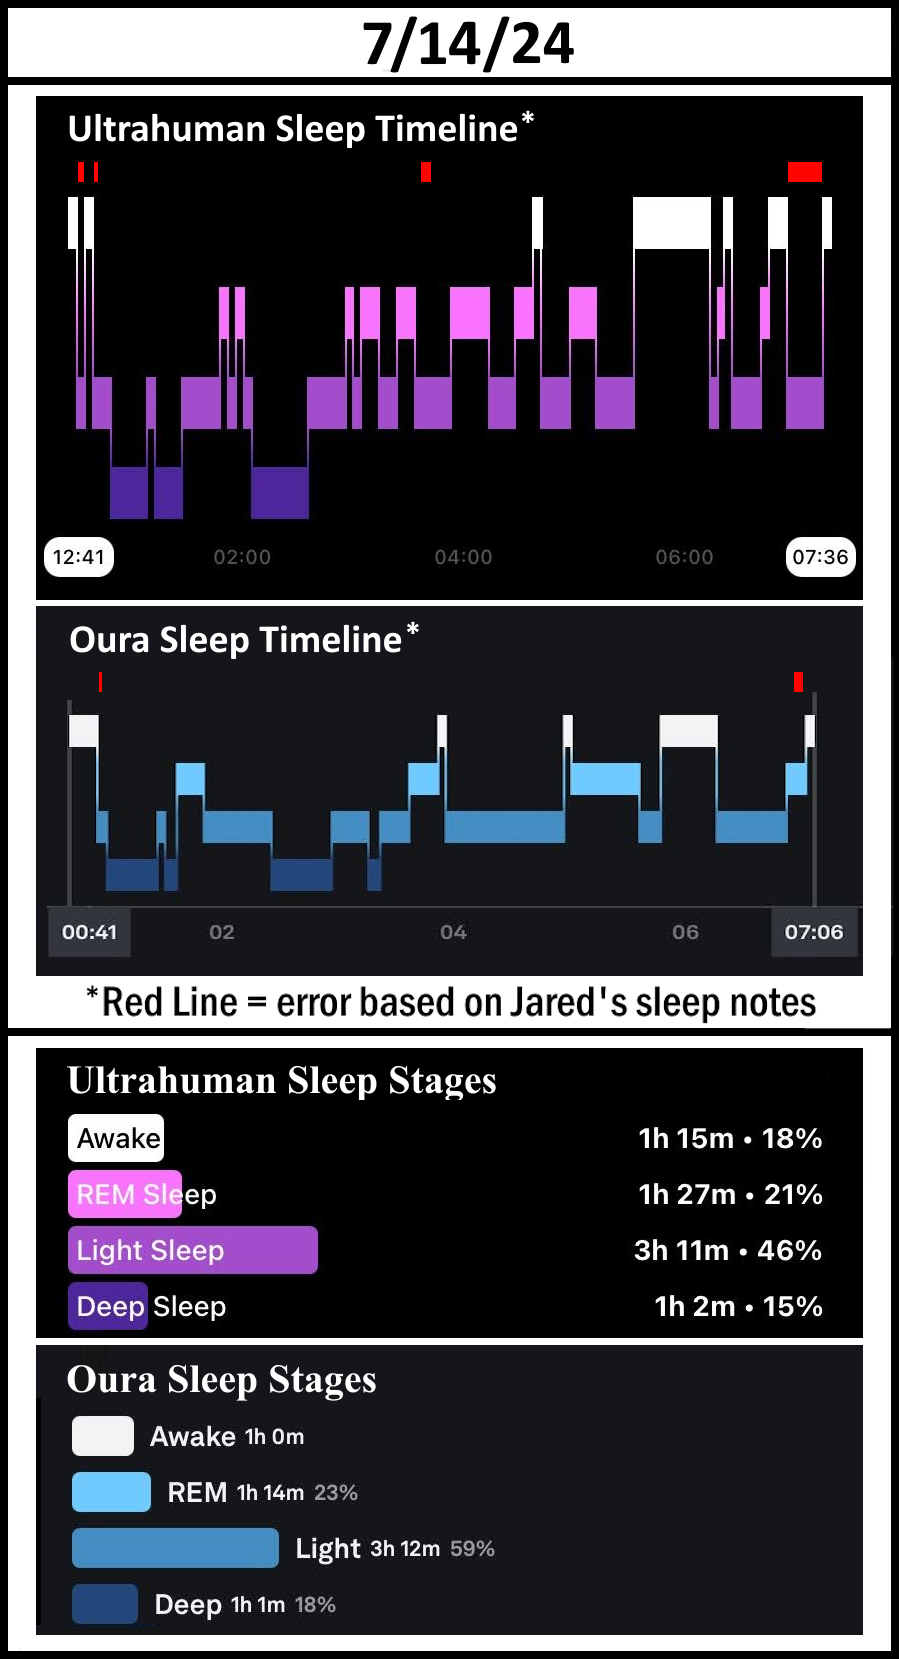 7/14/24
Ultrahuman Sleep Timeline*
12:41 02:00 04:00 06:00 07:36
Oura Sleep Timeline*
00:41 02 04 06 07:06
*Red Line = error based on Jared's sleep notes
Ultrahuman Sleep Stages
Awake 1h 15m • 18%
REM Sleep 1h 27m • 21%
Light Sleep 3h 11m • 46%
Deep Sleep 1h 2m • 15%
Oura Sleep Stages
Awake 1h 0m
REM 1h 14m 23%
Light 3h 12m 59%
Deep 1h 1m 18%